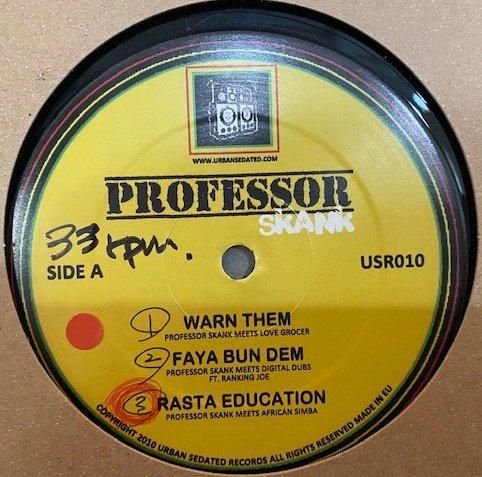 WWW.URBANSEDATED.COM
PROFESSOR
SKANK
33 rpm.
SIDE A
USR010
1 WARN THEM
PROFESSOR SKANK MEETS LOVE GROCER
2 FAYA BUN DEM
PROFESSOR SKANK MEETS DIGITAL DUBS
FT. RANKING JOE
3 RASTA EDUCATION
PROFESSOR SKANK MEETS AFRICAN SIMBA
COPYRIGHT 2010 URBAN SEDATED RECORDS ALL RIGHTS RESERVED MADE IN EU